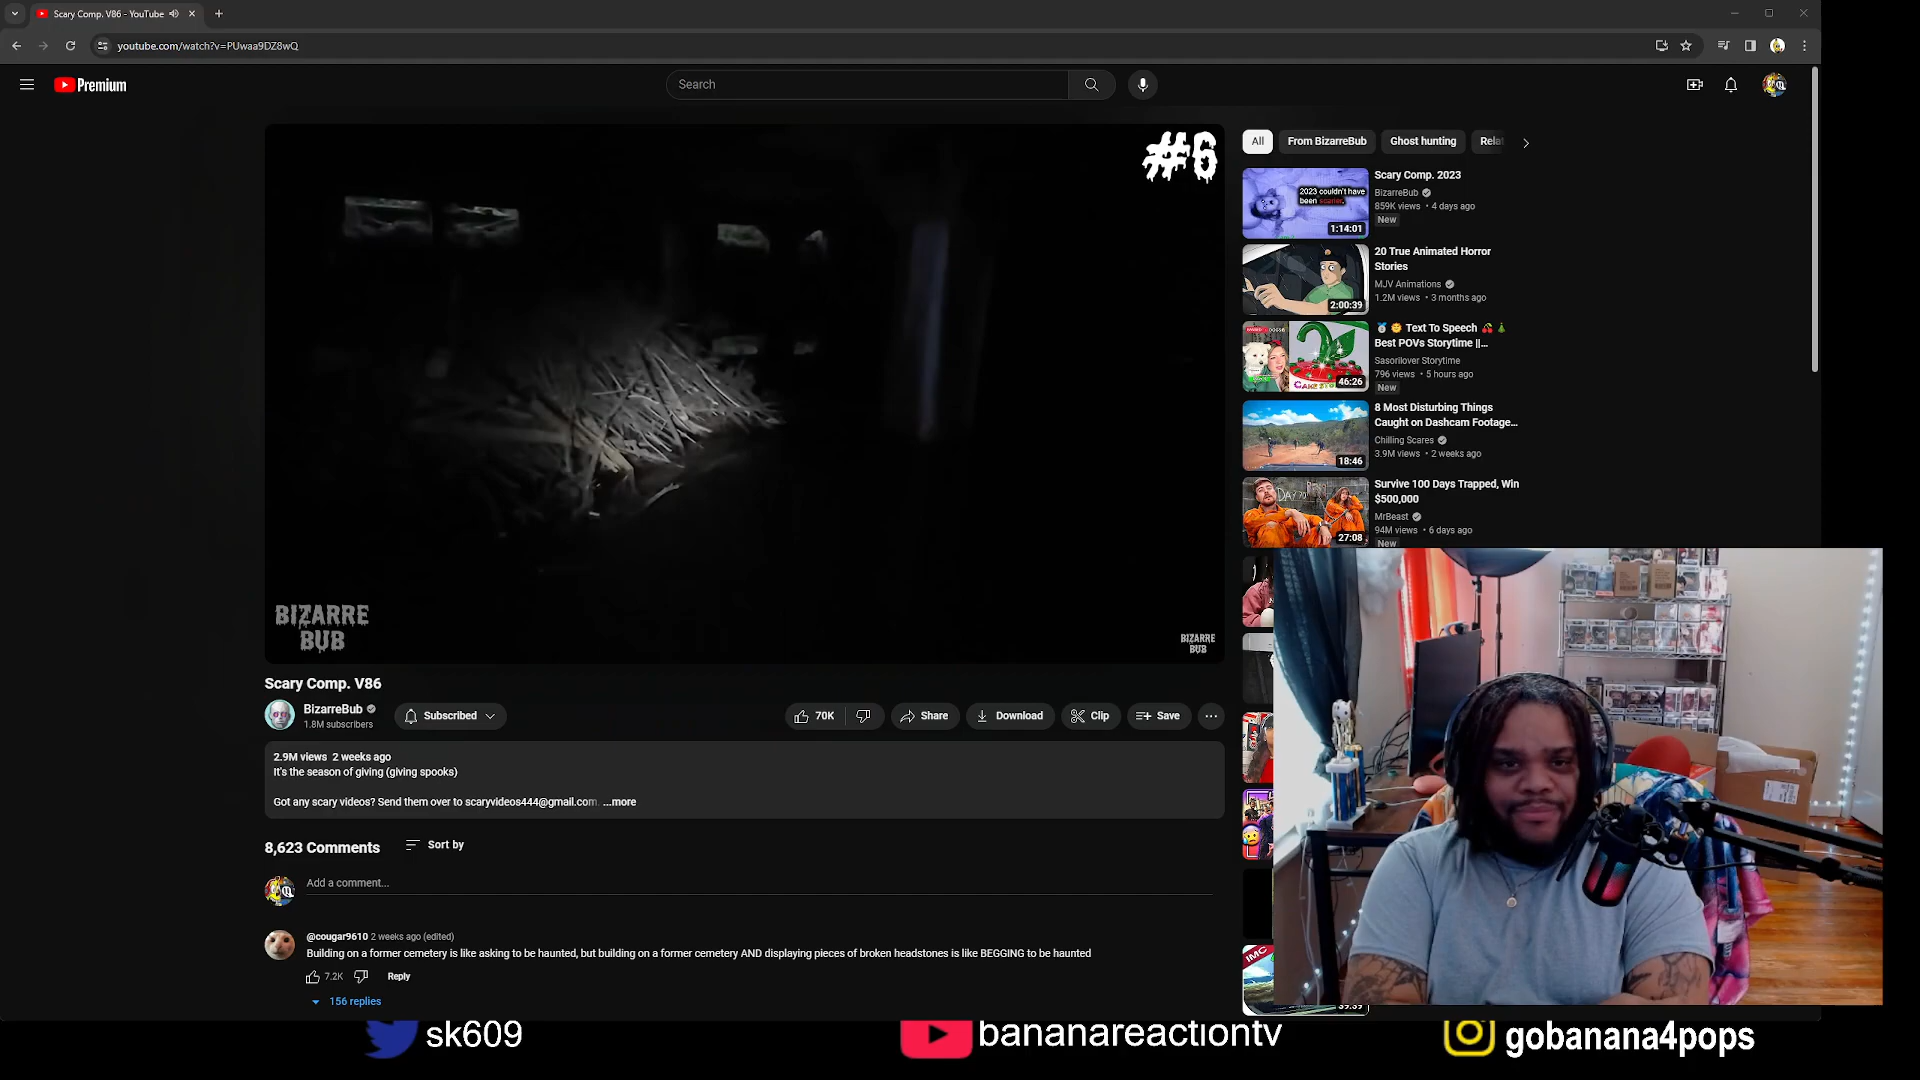 Scary Comp. V86 - YouTube
youtube.com/watch?v=PUwaa9DZ8wQ
Premium
Search
#6
BIZARRE
BUB
BIZARRE
BUB
All
From BizarreBub
Ghost hunting
2023 couldn't have
been scarier.
1:14:01
Scary Comp. 2023
BizarreBub
859K views • 4 days ago
New
2:00:39
20 True Animated Horror
Stories
MJV Animations
1.2M views • 3 months ago
46:26
Text To Speech
Best POVs Storytime ||...
Sasorilover Storytime
796 views • 5 hours ago
New
18:46
8 Most Disturbing Things
Caught on Dashcam Footage...
Chilling Scares
3.9M views • 2 weeks ago
27:08
Survive 100 Days Trapped, Win
$500,000
MrBeast
94M views • 6 days ago
New
IMC
Scary Comp. V86
BizarreBub
1.8M subscribers
Subscribed
70K
Share
Download
Clip
Save
2.9M views 2 weeks ago
It's the season of giving (giving spooks)
Got any scary videos? Send them over to scaryvideos444@gmail.com. ...more
8,623 Comments
Sort by
Add a comment...
@cougar9610 2 weeks ago (edited)
Building on a former cemetery is like asking to be haunted, but building on a former cemetery AND displaying pieces of broken headstones is like BEGGING to be haunted
7.2K
Reply
156 replies
sk609
bananareactiontv
gobanana4pops